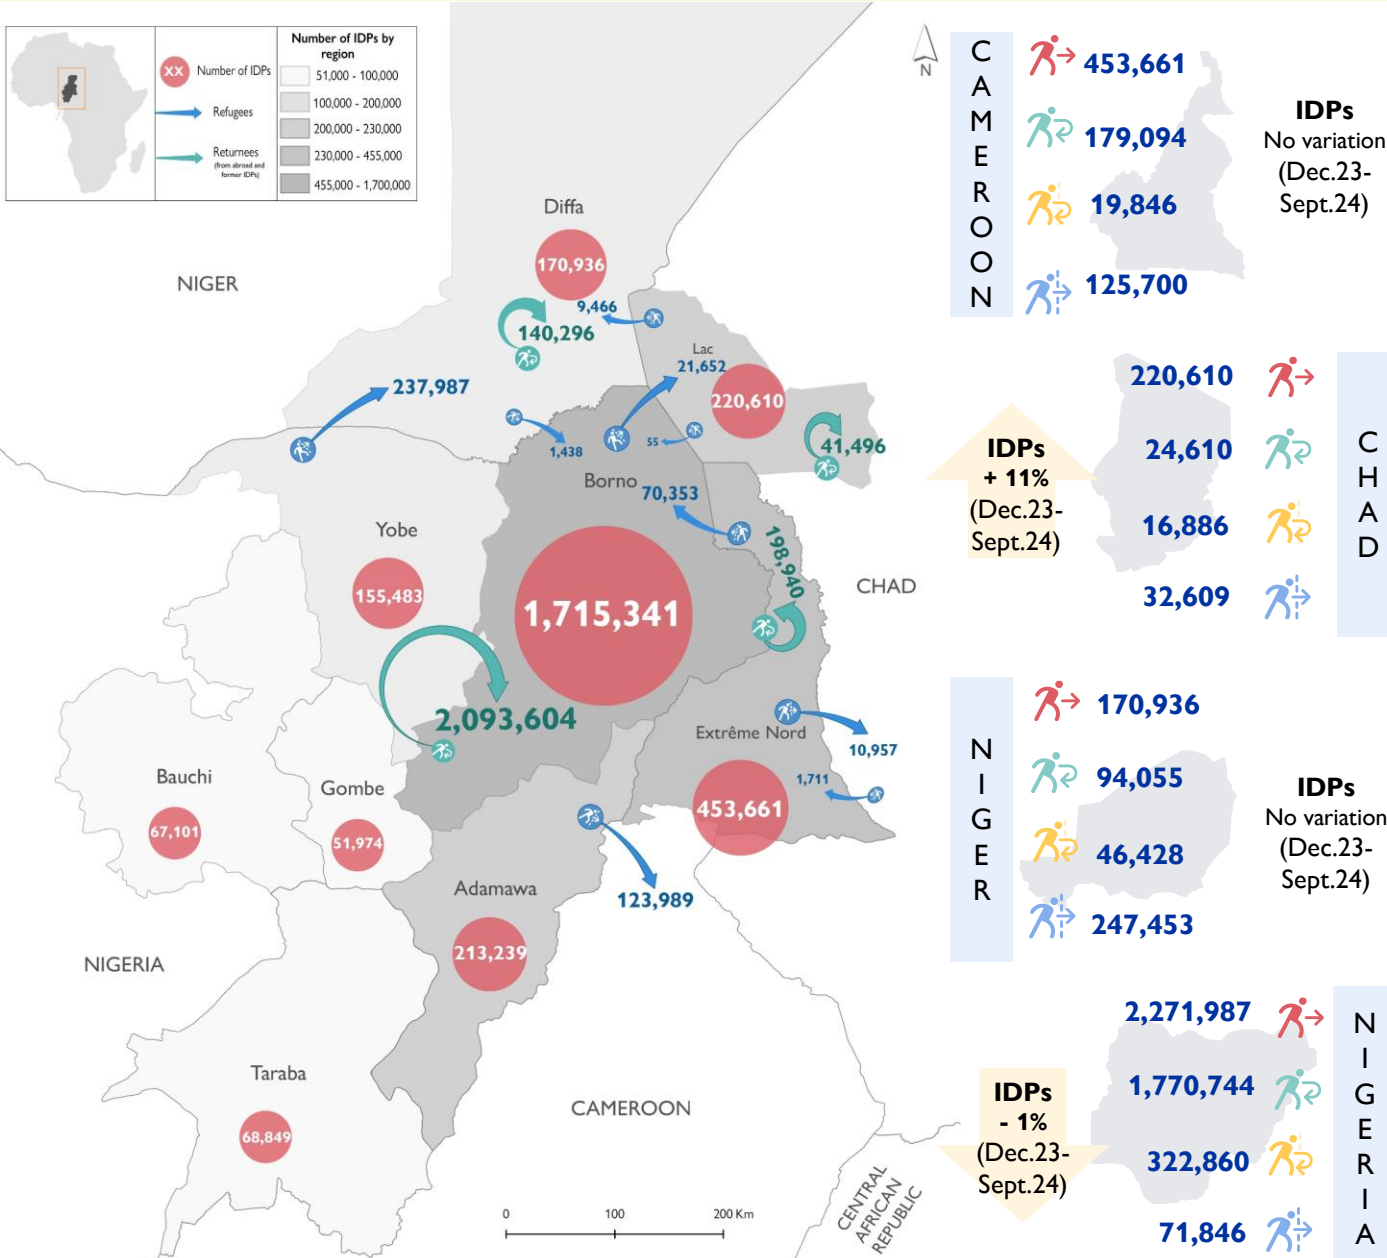 XX
Number of IDPs
Refugees
Returnees
(from abroad and
former IDPs)
Number of IDPs by
region
51,000 - 100,000
100,000 - 200,000
200,000 - 230,000
230,000 - 455,000
455,000 - 1,700,000
N
NIGER
Diffa
170,936
9,466
140,296
237,987
Lac
21,652
220,610
41,496
1,438
55
Borno
70,353
198,940
CHAD
Yobe
155,483
1,715,341
2,093,604
Extrême Nord
10,957
1,711
453,661
Bauchi
67,101
Gombe
51,974
123,989
Adamawa
213,239
NIGERIA
Taraba
68,849
CAMEROON
CENTRAL
AFRICAN
REPUBLIC
0 100 200 Km
CAMEROON
453,661
179,094
19,846
125,700
IDPs
No variation
(Dec.23-
Sept.24)
IDPs
+ 11%
(Dec.23-
Sept.24)
220,610
24,610
16,886
32,609
CHAD
NIGER
170,936
94,055
46,428
247,453
IDPs
No variation
(Dec.23-
Sept.24)
IDPs
- 1%
(Dec.23-
Sept.24)
2,271,987
1,770,744
322,860
71,846
NIGERIA